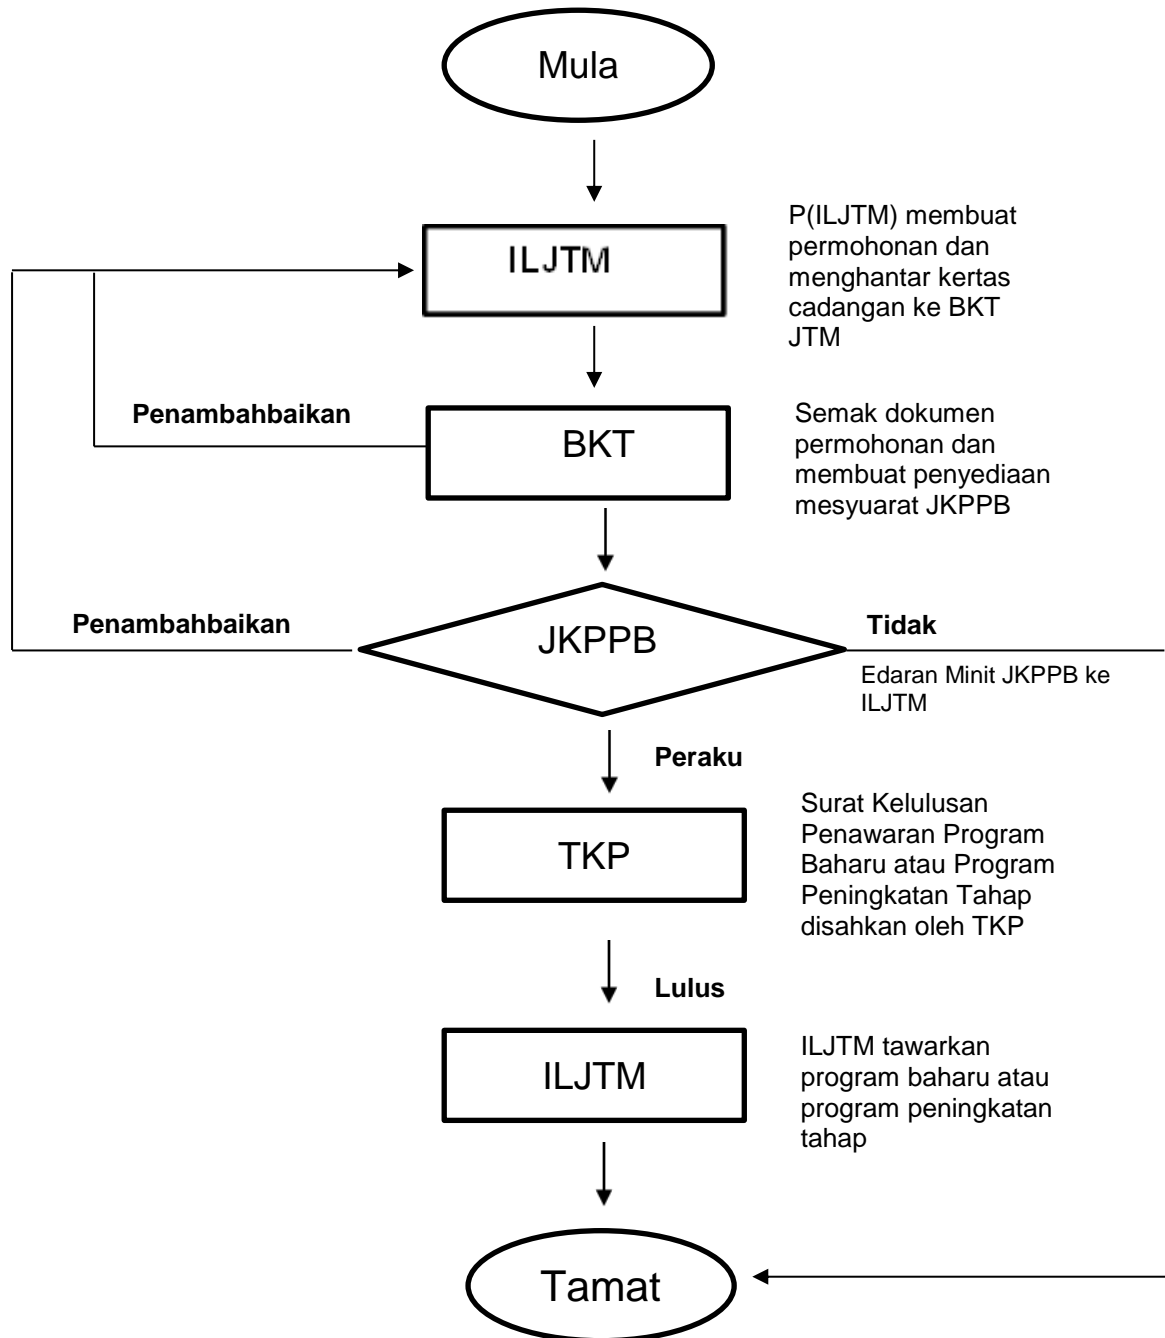 Mula
ILJTM
P(ILJTM) membuat
permohonan dan
menghantar kertas
cadangan ke BKT
JTM
Penambahbaikan
BKT
Semak dokumen
permohonan dan
membuat penyediaan
mesyuarat JKPPB
Penambahbaikan
JKPPB
Tidak
Edaran Minit JKPPB ke
ILJTM
Peraku
TKP
Surat Kelulusan
Penawaran Program
Baharu atau Program
Peningkatan Tahap
disahkan oleh TKP
Lulus
ILJTM
ILJTM tawarkan
program baharu atau
program peningkatan
tahap
Tamat